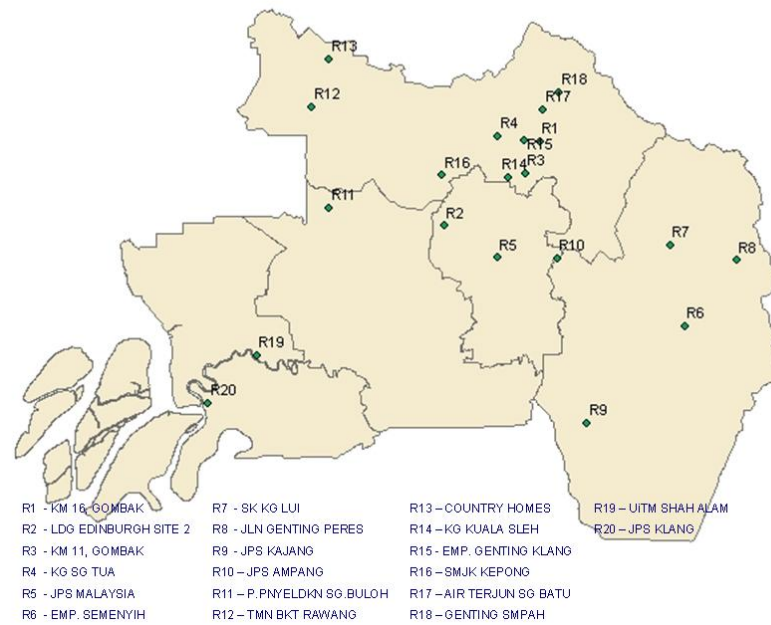 R13
R18
R12
R17
R4
R1
R15
R16
R14
R3
R11
R2
R7
R5
R10
R8
R6
R19
R20
R9
R1 - KM 16, GOMBAK R7 - SK KG LUI R13 – COUNTRY HOMES R19 – UiTM SHAH ALAM
R2 - LDG EDINBURGH SITE 2 R8 - JLN GENTING PERES R14 – KG KUALA SLEH R20 – JPS KLANG
R3 - KM 11, GOMBAK R9 - JPS KAJANG R15 - EMP. GENTING KLANG
R4 - KG SG TUA R10 – JPS AMPANG R16 – SMJK KEPONG
R5 - JPS MALAYSIA R11 – P.PNYELDKN SG.BULOH R17 – AIR TERJUN SG BATU
R6 - EMP. SEMENYIH R12 – TMN BKT RAWANG R18 – GENTING SMPAH